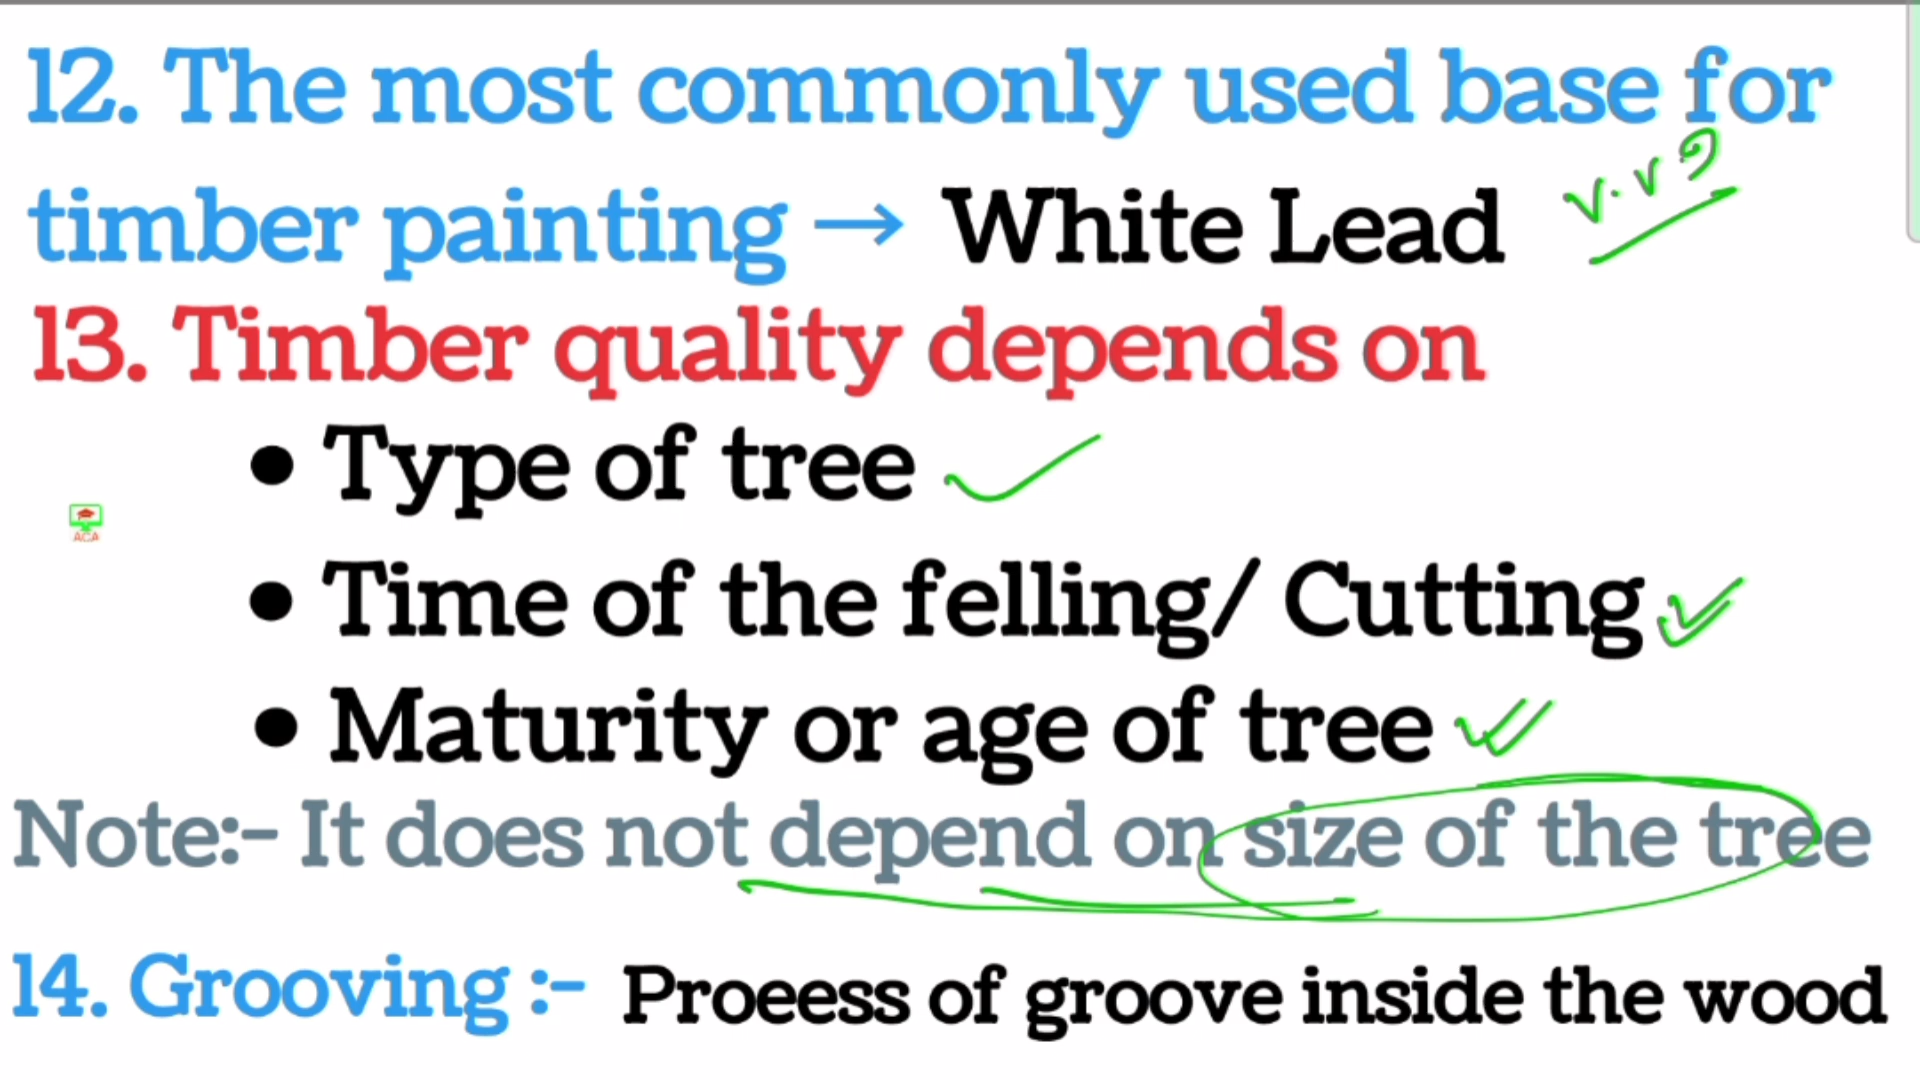 12. The most commonly used base for
timber painting → White Lead
v.v?
13. Timber quality depends on
• Type of tree
ACA
• Time of the felling/ Cutting
• Maturity or age of tree
Note:- It does not depend on size of the tree
14. Grooving :- Proeess of groove inside the wood